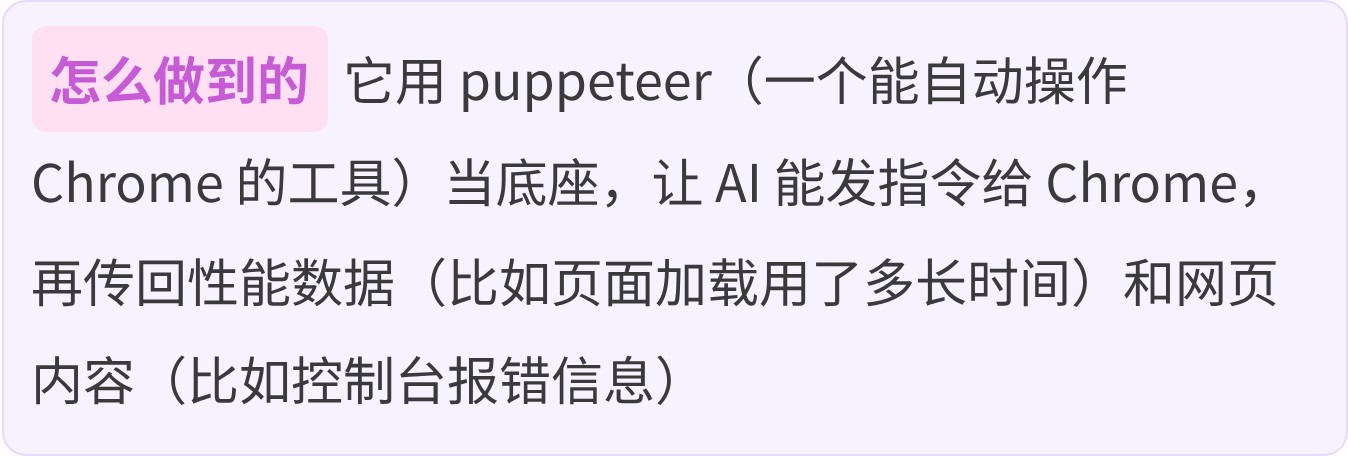 怎么做到的 它用 puppeteer（一个能自动操作
Chrome 的工具）当底座，让 AI 能发指令给 Chrome，
再传回性能数据（比如页面加载用了多长时间）和网页
内容（比如控制台报错信息）